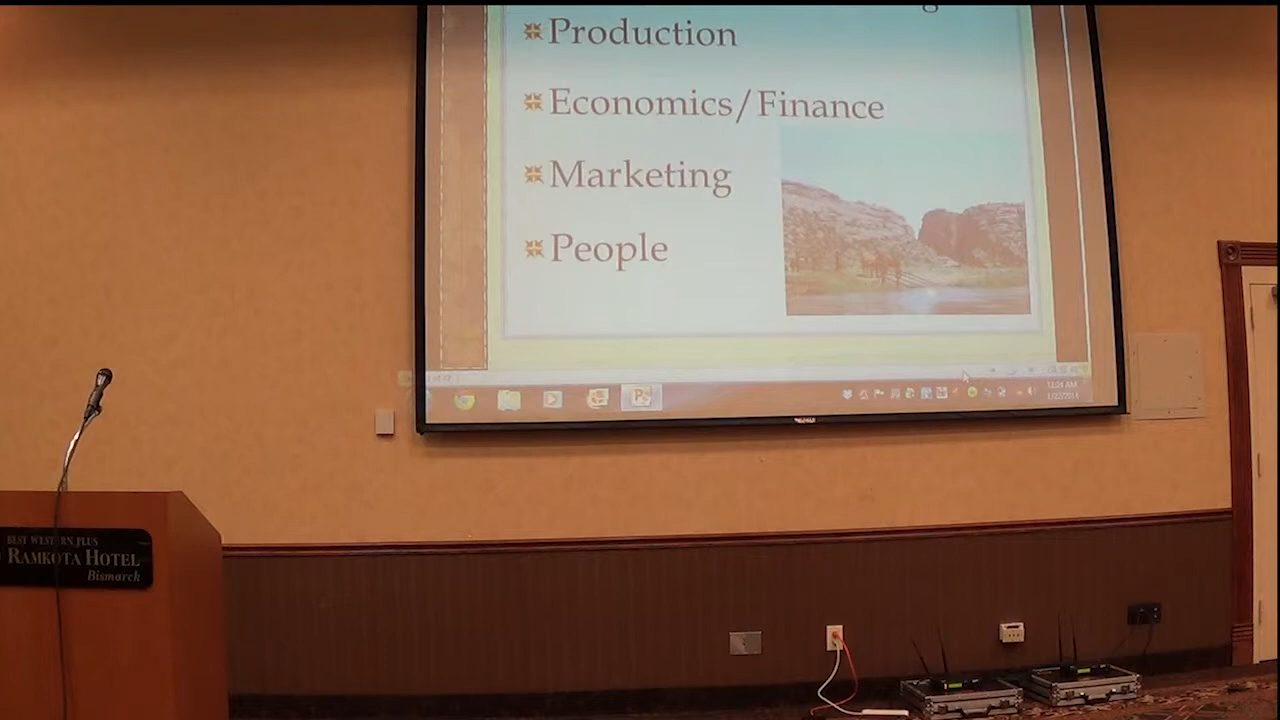 Production
Economics/Finance
Marketing
People
BEST WESTERN PLUS
RAMKOTA HOTEL
Bismarck